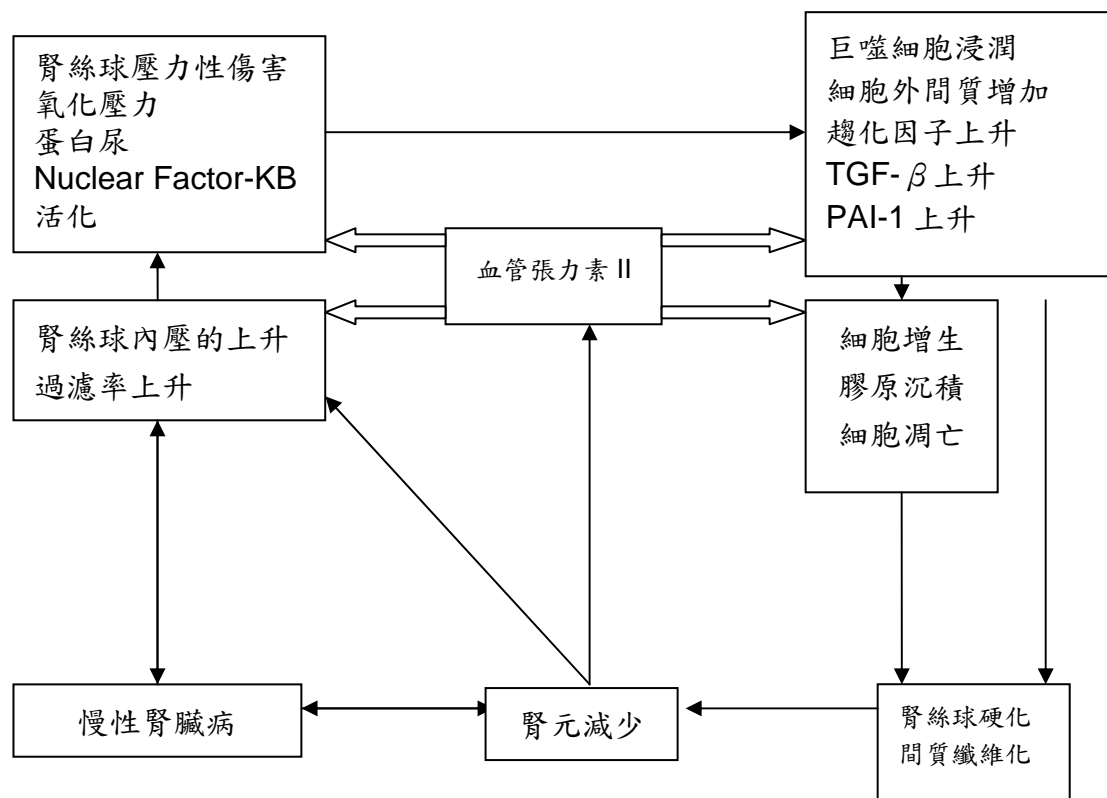 腎絲球壓力性傷害
氧化壓力
蛋白尿
Nuclear Factor-KB
活化
巨噬細胞浸潤
細胞外間質增加
趨化因子上升
TGF-β上升
PAI-1 上升
血管張力素 II
腎絲球內壓的上升
過濾率上升
細胞增生
膠原沉積
細胞凋亡
慢性腎臟病
腎元減少
腎絲球硬化
間質纖維化